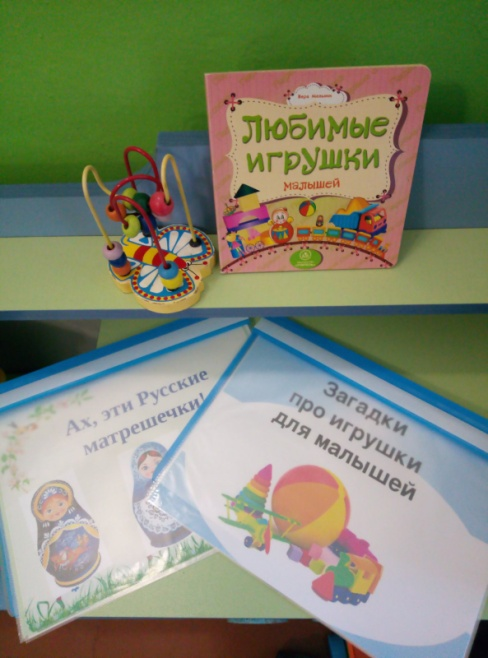 ЛЮБИМЫЕ
ИГРУШКИ
МАЛЫШЕЙ
Ах, эти Русские
матрешечки!
Загадки
про игрушки
для малышей